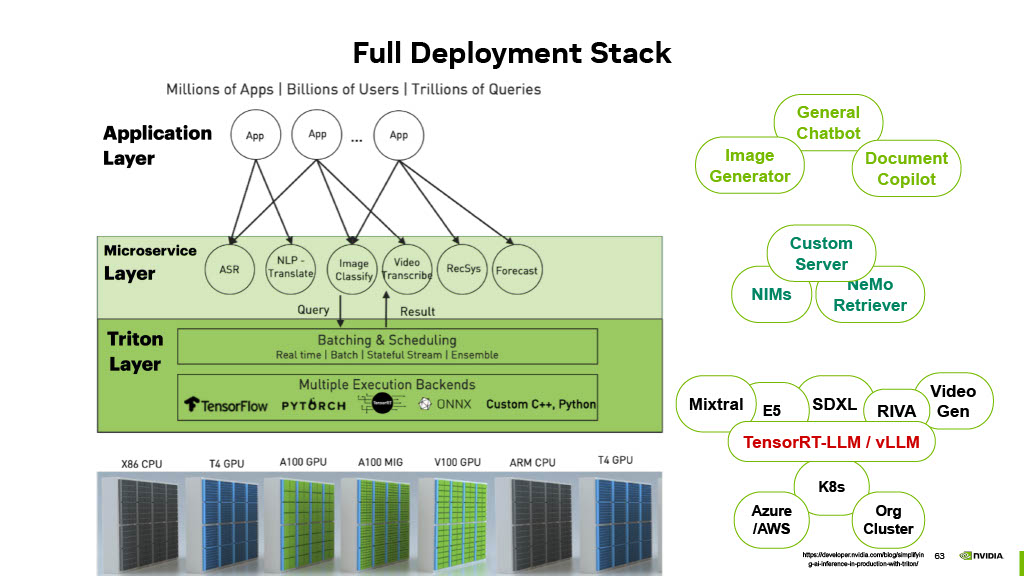 Full Deployment Stack
Millions of Apps | Billions of Users | Trillions of Queries
Application
Layer
App
App
...
App
Microservice
Layer
ASR
NLP -
Translate
Image
Classify
Video
Transcribe
RecSys
Forecast
Query
Result
Triton
Layer
Batching & Scheduling
Real time | Batch | Stateful Stream | Ensemble
Multiple Execution Backends
TensorFlow
PYTORCH
TensorRT
ONNX
Custom C++, Python
X86 CPU
T4 GPU
A100 GPU
A100 MIG
V100 GPU
ARM CPU
T4 GPU
General
Chatbot
Image
Generator
Document
Copilot
Custom
Server
NIMs
NeMo
Retriever
Mixtral
E5
SDXL
RIVA
Video
Gen
TensorRT-LLM / vLLM
K8s
Azure
/AWS
Org
Cluster
https://developer.nvidia.com/blog/simplifyin
g-ai-inference-in-production-with-triton/
63
NVIDIA